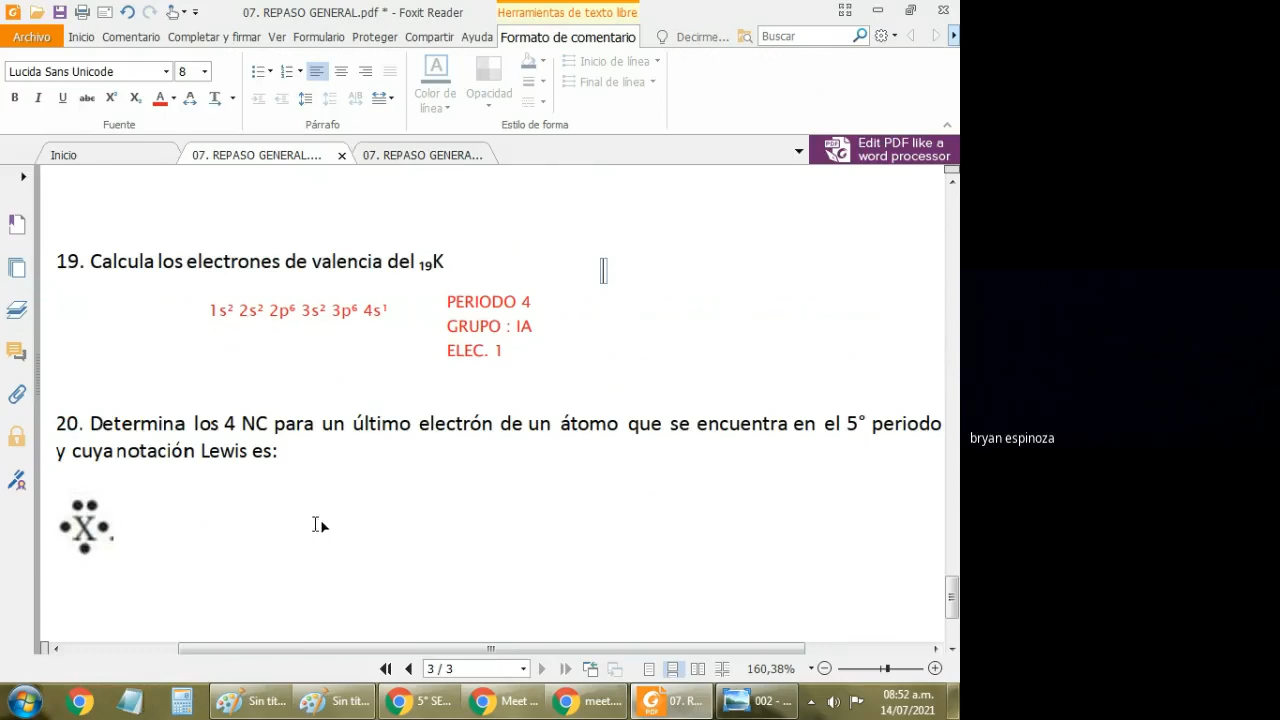 07. REPASO GENERAL.pdf * - Foxit Reader
Herramientas de texto libre
Archivo Inicio Comentario Completar y firmar Ver Formulario Proteger Compartir Ayuda Formato de comentario Decirme... Buscar
Lucida Sans Unicode 8
Inicio de línea
Final de línea
Color de línea
Opacidad
Fuente Párrafo Estilo de forma
Inicio 07. REPASO GENERAL.... 07. REPASO GENERA...
Edit PDF like a
word processor
19. Calcula los electrones de valencia del ₁₉K
1s² 2s² 2p⁶ 3s² 3p⁶ 4s¹
PERIODO 4
GRUPO : IA
ELEC. 1
20. Determina los 4 NC para un último electrón de un átomo que se encuentra en el 5° periodo
y cuya notación Lewis es:
X
bryan espinoza
3 / 3
160,38%
Sin tít... Sin tít... 5° SE... Meet ... meet.... 07. R... 002 - ...
08:52 a.m.
14/07/2021